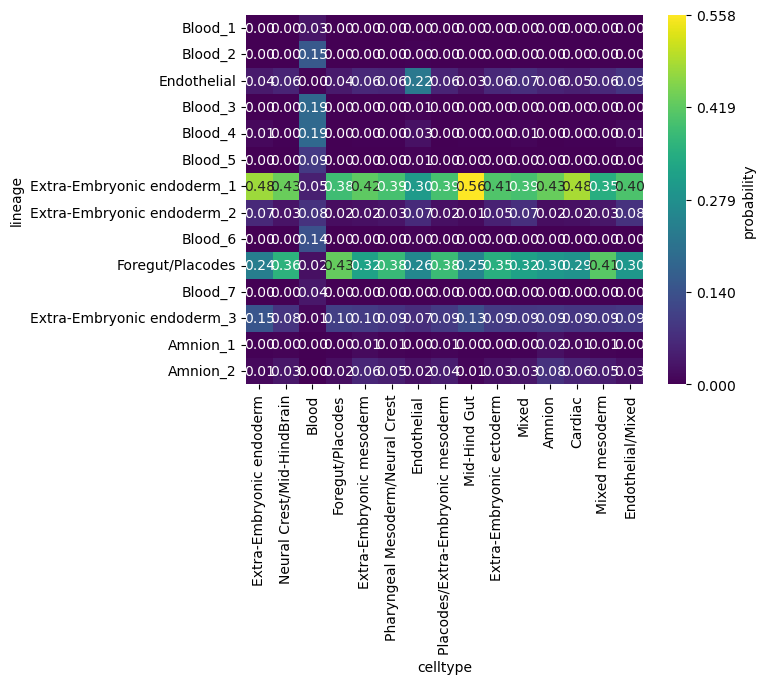 Blood_1 0.00 0.00 0.03 0.00 0.00 0.00 0.00 0.00 0.00 0.00 0.00 0.00 0.00 0.00 0.00
Blood_2 0.00 0.00 0.15 0.00 0.00 0.00 0.00 0.00 0.00 0.00 0.00 0.00 0.00 0.00 0.00
Endothelial 0.04 0.06 0.00 0.04 0.06 0.06 0.22 0.06 0.03 0.06 0.07 0.06 0.05 0.06 0.09
Blood_3 0.00 0.00 0.19 0.00 0.00 0.00 0.01 0.00 0.00 0.00 0.00 0.00 0.00 0.00 0.00
Blood_4 0.01 0.00 0.19 0.00 0.00 0.00 0.03 0.00 0.00 0.00 0.01 0.00 0.00 0.00 0.01
Blood_5 0.00 0.00 0.09 0.00 0.00 0.00 0.01 0.00 0.00 0.00 0.00 0.00 0.00 0.00 0.00
Extra-Embryonic endoderm_1 0.48 0.43 0.05 0.38 0.42 0.39 0.30 0.39 0.56 0.41 0.39 0.43 0.48 0.35 0.40
Extra-Embryonic endoderm_2 0.07 0.03 0.08 0.02 0.02 0.03 0.07 0.02 0.01 0.05 0.07 0.02 0.02 0.03 0.08
Blood_6 0.00 0.00 0.14 0.00 0.00 0.00 0.00 0.00 0.00 0.00 0.00 0.00 0.00 0.00 0.00
Foregut/Placodes 0.24 0.36 0.02 0.43 0.32 0.38 0.26 0.38 0.25 0.35 0.32 0.30 0.29 0.41 0.30
Blood_7 0.00 0.00 0.04 0.00 0.00 0.00 0.00 0.00 0.00 0.00 0.00 0.00 0.00 0.00 0.00
Extra-Embryonic endoderm_3 0.15 0.08 0.01 0.10 0.10 0.09 0.07 0.09 0.13 0.09 0.09 0.09 0.09 0.09 0.09
Amnion_1 0.00 0.00 0.00 0.00 0.01 0.01 0.00 0.01 0.00 0.00 0.00 0.02 0.01 0.01 0.00
Amnion_2 0.01 0.03 0.00 0.02 0.06 0.05 0.02 0.04 0.01 0.03 0.03 0.08 0.06 0.05 0.03
lineage
Extra-Embryonic endoderm
Neural Crest/Mid-HindBrain
Blood
Foregut/Placodes
Extra-Embryonic mesoderm
Pharyngeal Mesoderm/Neural Crest
Endothelial
Placodes/Extra-Embryonic mesoderm
Mid-Hind Gut
Extra-Embryonic ectoderm
Mixed
Amnion
Cardiac
Mixed mesoderm
Endothelial/Mixed
celltype
0.558
0.419
0.279
0.140
0.000
probability